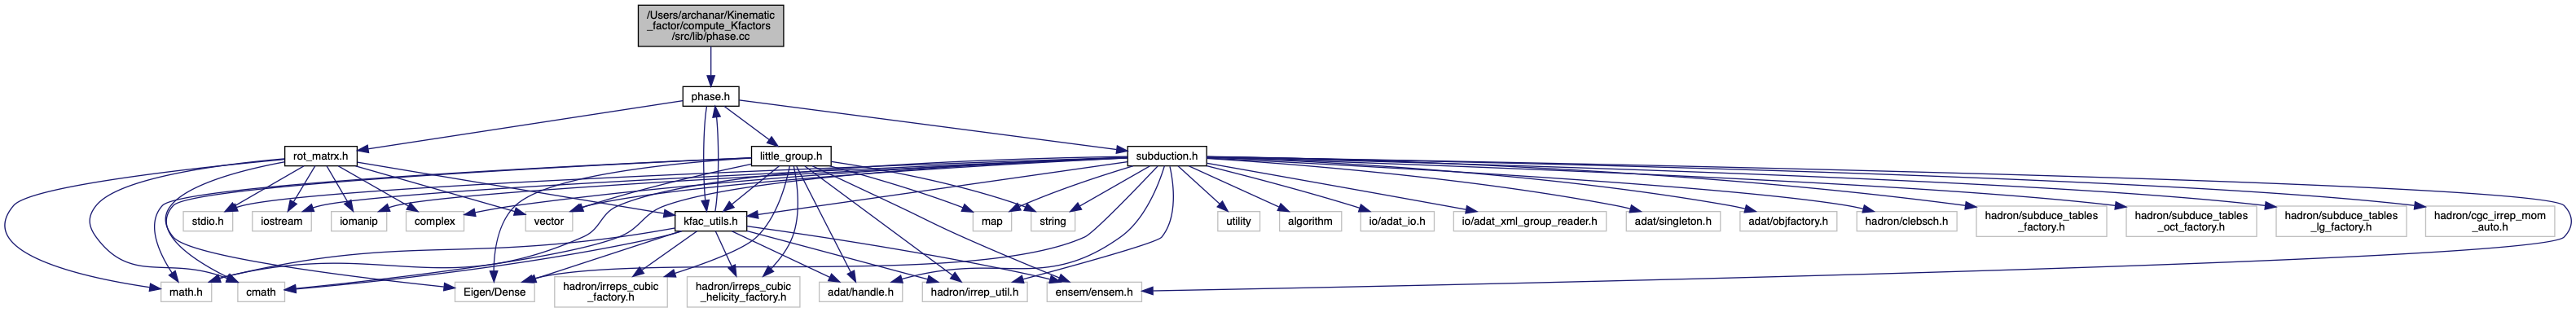 /Users/archanar/Kinematic
_factor/compute_Kfactors
/src/lib/phase.cc
phase.h
rot_matrx.h
little_group.h
subduction.h
stdio.h
iostream
iomanip
complex
vector
kfac_utils.h
map
string
utility
algorithm
io/adat_io.h
io/adat_xml_group_reader.h
adat/singleton.h
adat/objfactory.h
hadron/clebsch.h
hadron/subduce_tables
_factory.h
hadron/subduce_tables
_oct_factory.h
hadron/subduce_tables
_lg_factory.h
hadron/cgc_irrep_mom
_auto.h
math.h
cmath
Eigen/Dense
hadron/irreps_cubic
_factory.h
hadron/irreps_cubic
_helicity_factory.h
adat/handle.h
hadron/irrep_util.h
ensem/ensem.h